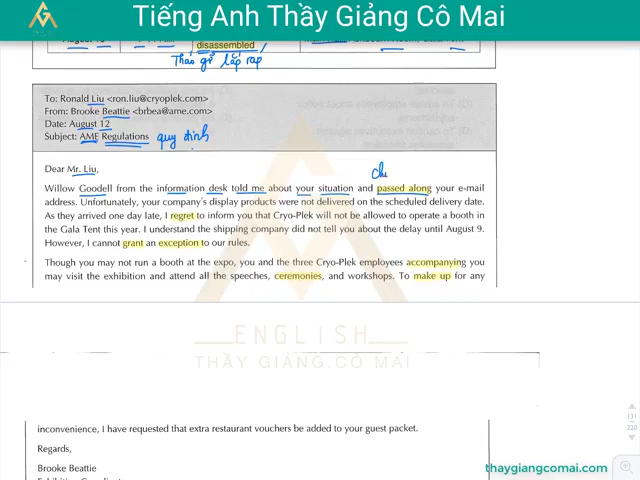 ENGLISH
Tiếng Anh Thầy Giảng Cô Mai
disassembled
Tháo gỡ lắp ráp
To: Ronald Liu <ron.liu@cryoplek.com>
From: Brooke Beattie <brbea@ame.com>
Date: August 12
Subject: AME Regulations quy định
Dear Mr. Liu,
Willow Goodell from the information desk told me about your situation and passed along your e-mail
address. Unfortunately, your company's display products were not delivered on the scheduled delivery date.
As they arrived one day late, I regret to inform you that Cryo-Plek will not be allowed to operate a booth in
the Gala Tent this year. I understand the shipping company did not tell you about the delay until August 9.
However, I cannot grant an exception to our rules.
Though you may not run a booth at the expo, you and the three Cryo-Plek employees accompanying you
may visit the exhibition and attend all the speeches, ceremonies, and workshops. To make up for any
ENGLISH
THẦY GIẢNG.CÔ MAI
inconvenience, I have requested that extra restaurant vouchers be added to your guest packet.
Regards,
Brooke Beattie
131
220
thaygiangcomai.com